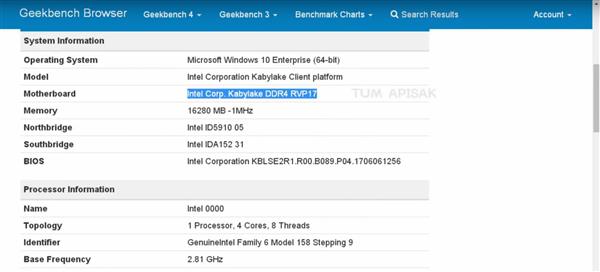 Geekbench Browser Geekbench 4 Geekbench 3 Benchmark Charts Search Results Account
System Information
Operating System Microsoft Windows 10 Enterprise (64-bit)
Model Intel Corporation Kabylake Client platform
Motherboard Intel Corp. Kabylake DDR4 RVP17 TUM APISAK
Memory 16280 MB -1MHz
Northbridge Intel ID5910 05
Southbridge Intel IDA152 31
BIOS Intel Corporation KBLSE2R1.R00.B089.P04.1706061256
Processor Information
Name Intel 0000
Topology 1 Processor, 4 Cores, 8 Threads
Identifier GenuineIntel Family 6 Model 158 Stepping 9
Base Frequency 2.81 GHz